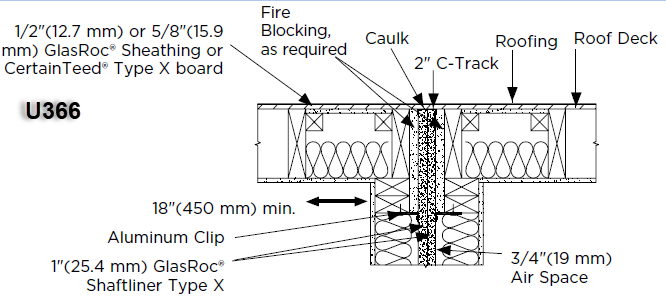 1/2"(12.7 mm) or 5/8"(15.9
mm) GlasRoc® Sheathing or
CertainTeed® Type X board
Fire
Blocking,
as required
Caulk
2" C-Track
Roofing
Roof Deck
U366
18"(450 mm) min.
Aluminum Clip
1"(25.4 mm) GlasRoc®
Shaftliner Type X
3/4"(19 mm)
Air Space